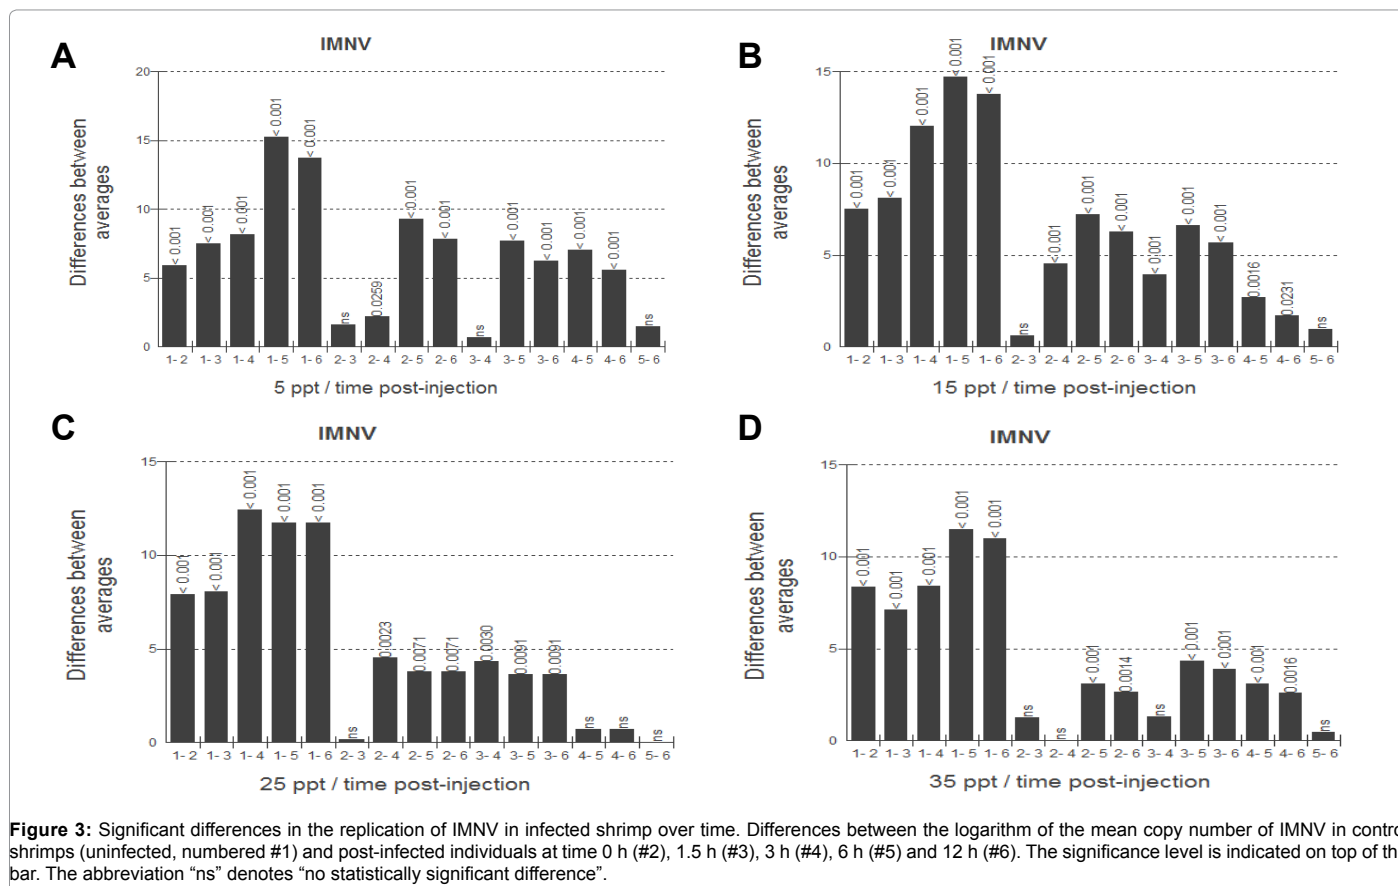 A
IMNV
Differences between
averages
20
15
10
5
0
< 0.001
< 0.001
< 0.001
< 0.001
< 0.001
ns
0.0259
< 0.001
< 0.001
ns
< 0.001
< 0.001
< 0.001
< 0.001
ns
1- 2 1- 3 1- 4 1- 5 1- 6 2- 3 2- 4 2- 5 2- 6 3- 4 3- 5 3- 6 4- 5 4- 6 5- 6
5 ppt / time post-injection
B
IMNV
Differences between
averages
15
10
5
0
< 0.001
< 0.001
< 0.001
< 0.001
< 0.001
ns
< 0.001
< 0.001
< 0.001
< 0.001
< 0.001
< 0.001
0.0016
0.0231
ns
1- 2 1- 3 1- 4 1- 5 1- 6 2- 3 2- 4 2- 5 2- 6 3- 4 3- 5 3- 6 4- 5 4- 6 5- 6
15 ppt / time post-injection
C
IMNV
Differences between
averages
15
10
5
0
< 0.001
< 0.001
< 0.001
< 0.001
< 0.001
ns
0.0023
0.0071
0.0071
0.0030
0.0091
0.0091
ns
ns
ns
1- 2 1- 3 1- 4 1- 5 1- 6 2- 3 2- 4 2- 5 2- 6 3- 4 3- 5 3- 6 4- 5 4- 6 5- 6
25 ppt / time post-injection
D
IMNV
Differences between
averages
15
10
5
0
< 0.001
< 0.001
< 0.001
< 0.001
< 0.001
ns
ns
< 0.001
0.0014
ns
< 0.001
< 0.001
< 0.001
0.0016
ns
1- 2 1- 3 1- 4 1- 5 1- 6 2- 3 2- 4 2- 5 2- 6 3- 4 3- 5 3- 6 4- 5 4- 6 5- 6
35 ppt / time post-injection
Figure 3: Significant differences in the replication of IMNV in infected shrimp over time. Differences between the logarithm of the mean copy number of IMNV in contro
shrimps (uninfected, numbered #1) and post-infected individuals at time 0 h (#2), 1.5 h (#3), 3 h (#4), 6 h (#5) and 12 h (#6). The significance level is indicated on top of th
bar. The abbreviation “ns” denotes “no statistically significant difference”.